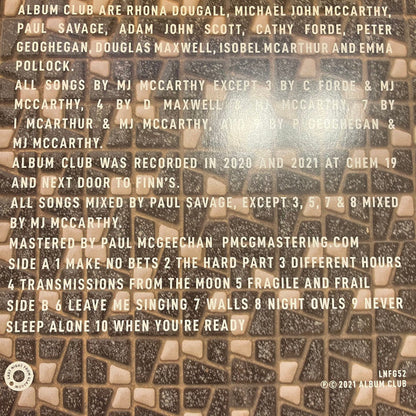 ALBUM CLUB ARE RHONA DOUGALL, MICHAEL JOHN MCCARTHY,
PAUL SAVAGE, ADAM JOHN SCOTT, CATHY FORDE, PETER
GEOGHEGAN, DOUGLAS MAXWELL, ISOBEL MCARTHUR AND EMMA
POLLOCK.
ALL SONGS BY MJ MCCARTHY EXCEPT 3 BY C FORDE & MJ
MCCARTHY, 4 BY D MAXWELL & MJ MCCARTHY, 7 BY
I MCARTHUR & MJ MCCARTHY, AND 9 BY P GEOGHEGAN &
MJ MCCARTHY.
ALBUM CLUB WAS RECORDED IN 2020 AND 2021 AT CHEM 19
AND NEXT DOOR TO FINN'S.
ALL SONGS MIXED BY PAUL SAVAGE, EXCEPT 3, 5, 7 & 8 MIXED
BY MJ MCCARTHY.
MASTERED BY PAUL MCGEECHAN PMCGMASTERING.COM
SIDE A 1 MAKE NO BETS 2 THE HARD PART 3 DIFFERENT HOURS
4 TRANSMISSIONS FROM THE MOON 5 FRAGILE AND FRAIL
SIDE B 6 LEAVE ME SINGING 7 WALLS 8 NIGHT OWLS 9 NEVER
SLEEP ALONE 10 WHEN YOU'RE READY
LNFG52
Ⓟ© 2021 ALBUM CLUB